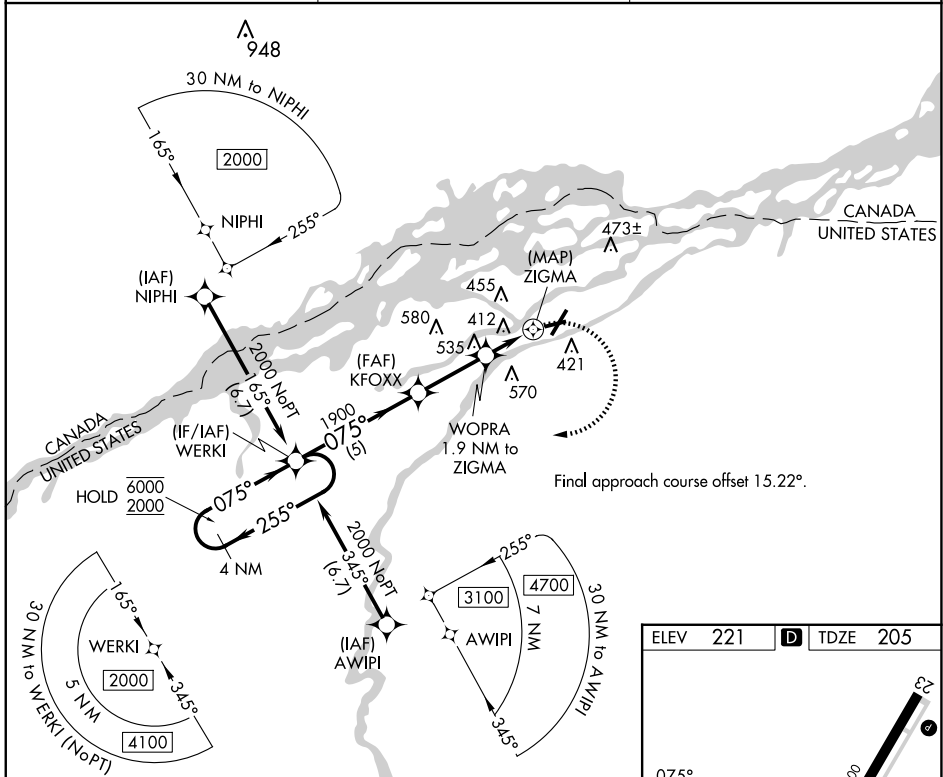 948
30 NM to NIPHI
165°
2000
NIPHI
255°
CANADA
UNITED STATES
473±
(MAP)
ZIGMA
(IAF)
NIPHI
455
580
412
535
421
570
2000 NoPT
165°
(6.7)
(FAF)
KFOXX
1900
075°
(5)
WOPRA
1.9 NM to
ZIGMA
CANADA
UNITED STATES
(IF/IAF)
WERKI
HOLD 6000
2000
075°
255°
4 NM
Final approach course offset 15.22°.
2000 NoPT
345°
(6.7)
(IAF)
AWIPI
165°
WERKI
2000
345°
5 NM
4100
30 NM to WERKI (NoPT)
255°
3100
4700
7 NM
AWIPI
345°
30 NM to AWIPI
ELEV 221 D TDZE 205
23
P
075°